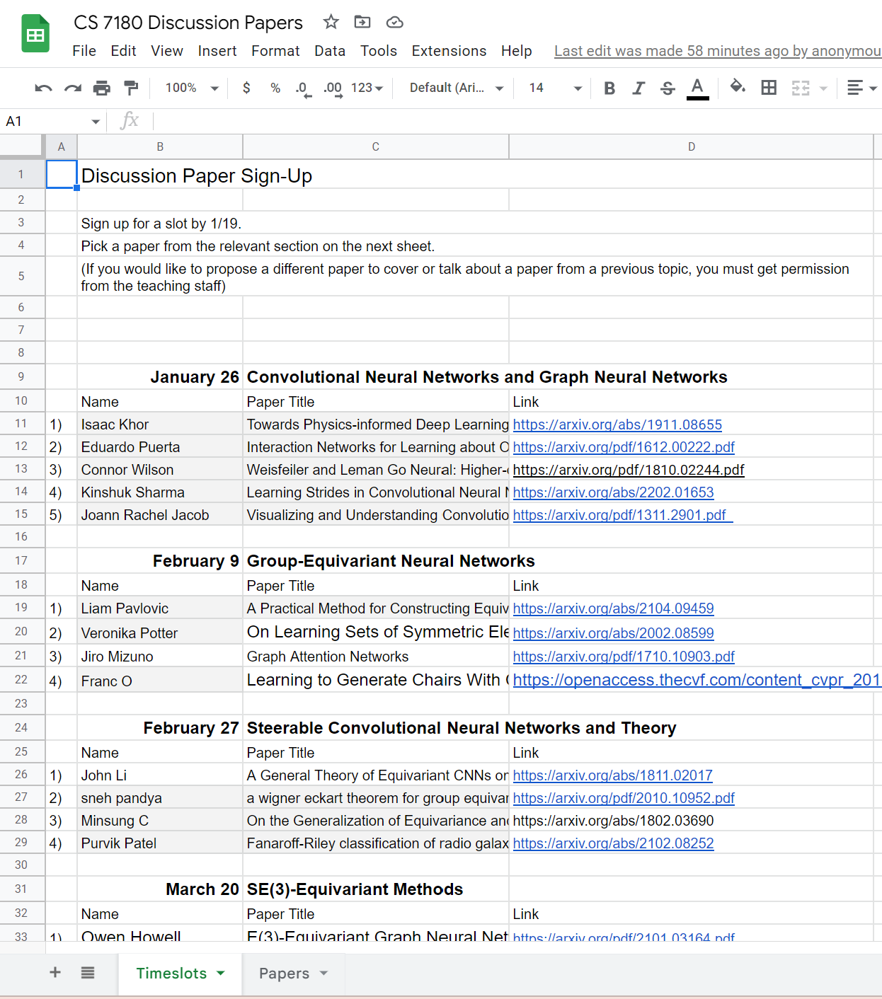 CS 7180 Discussion Papers
File Edit View Insert Format Data Tools Extensions Help Last edit was made 58 minutes ago by anonymou
100% $ % .0 .00 123 Default (Ari... 14 B I S A
A1 fx
A B C D
1 Discussion Paper Sign-Up
2
3 Sign up for a slot by 1/19.
4 Pick a paper from the relevant section on the next sheet.
5 (If you would like to propose a different paper to cover or talk about a paper from a previous topic, you must get permission
from the teaching staff)
6
7
8
9 January 26 Convolutional Neural Networks and Graph Neural Networks
10 Name Paper Title Link
11 1) Isaac Khor Towards Physics-informed Deep Learning https://arxiv.org/abs/1911.08655
12 2) Eduardo Puerta Interaction Networks for Learning about O https://arxiv.org/pdf/1612.00222.pdf
13 3) Connor Wilson Weisfeiler and Leman Go Neural: Higher- https://arxiv.org/pdf/1810.02244.pdf
14 4) Kinshuk Sharma Learning Strides in Convolutional Neural https://arxiv.org/abs/2202.01653
15 5) Joann Rachel Jacob Visualizing and Understanding Convolutio https://arxiv.org/pdf/1311.2901.pdf
16
17 February 9 Group-Equivariant Neural Networks
18 Name Paper Title Link
19 1) Liam Pavlovic A Practical Method for Constructing Equiv https://arxiv.org/abs/2104.09459
20 2) Veronika Potter On Learning Sets of Symmetric Ele https://arxiv.org/abs/2002.08599
21 3) Jiro Mizuno Graph Attention Networks https://arxiv.org/pdf/1710.10903.pdf
22 4) Franc O Learning to Generate Chairs With https://openaccess.thecvf.com/content_cvpr_201
23
24 February 27 Steerable Convolutional Neural Networks and Theory
25 Name Paper Title Link
26 1) John Li A General Theory of Equivariant CNNs on https://arxiv.org/abs/1811.02017
27 2) sneh pandya a wigner eckart theorem for group equivar https://arxiv.org/pdf/2010.10952.pdf
28 3) Minsung C On the Generalization of Equivariance and https://arxiv.org/abs/1802.03690
29 4) Purvik Patel Fanaroff-Riley classification of radio galax https://arxiv.org/abs/2102.08252
30
31 March 20 SE(3)-Equivariant Methods
32 Name Paper Title Link
33 1) Owen Howell E(3)-Equivariant Graph Neural Net https://arxiv.org/pdf/2101.03164.pdf
+ Timeslots Papers